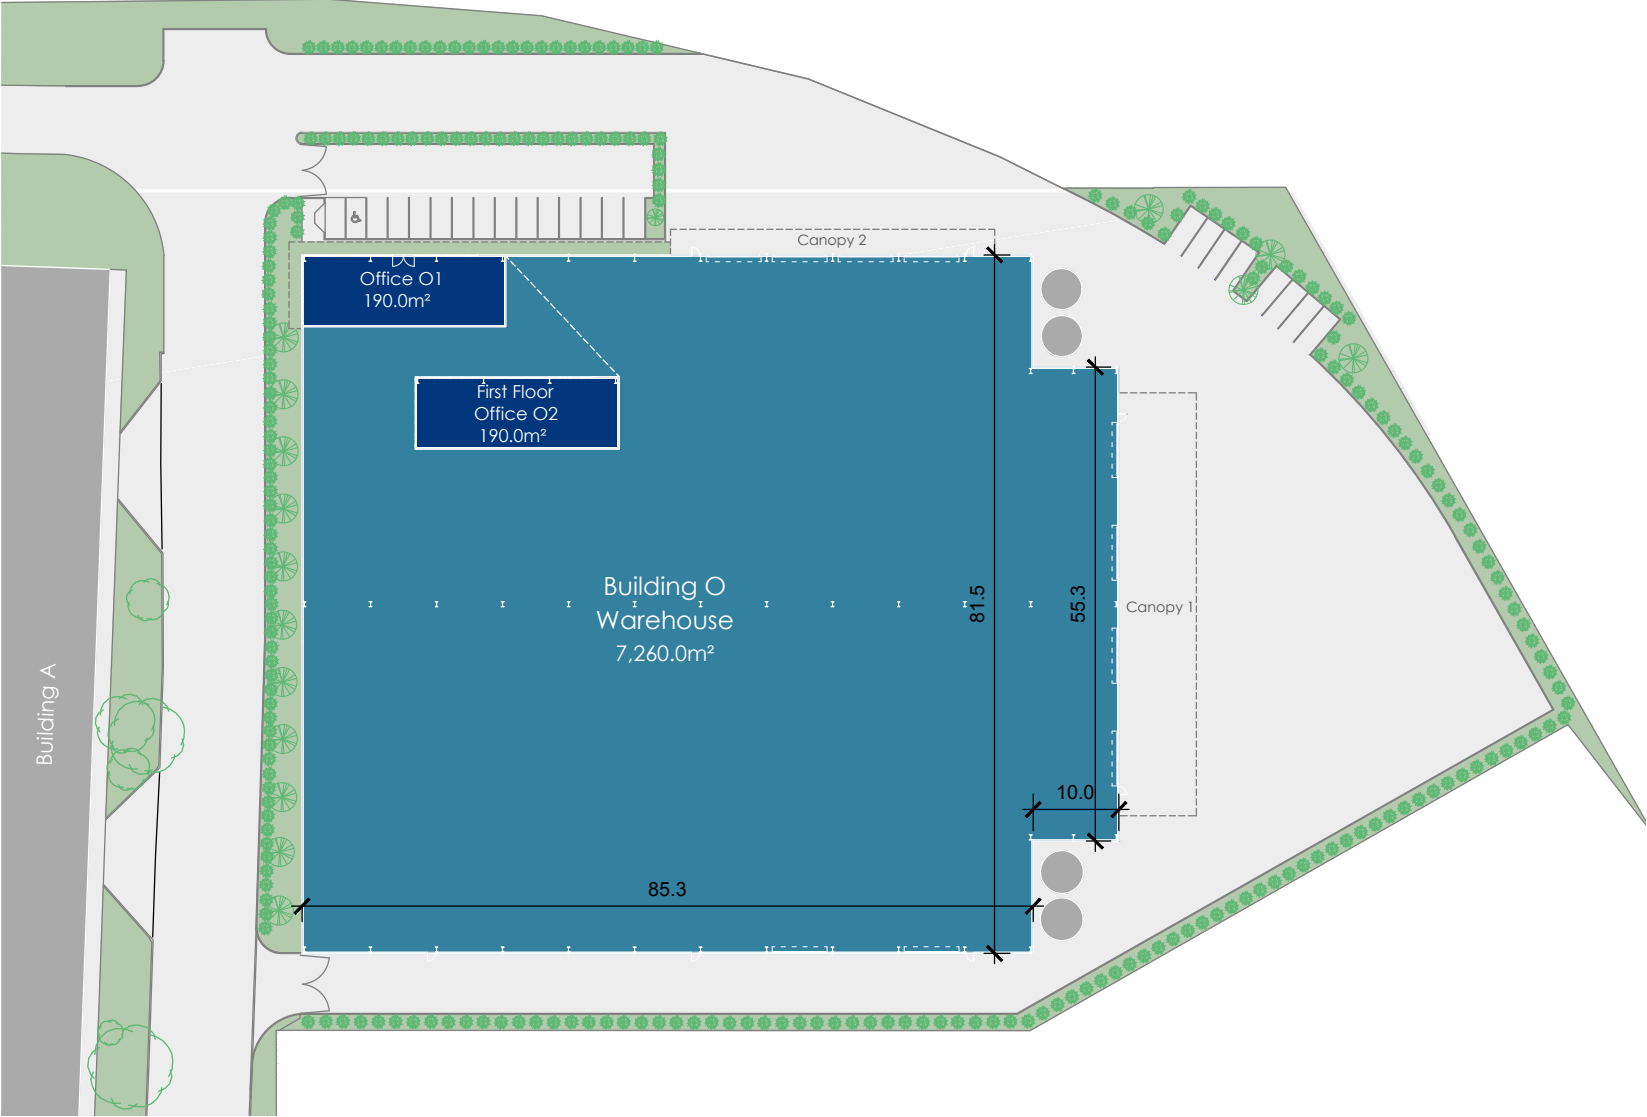 Canopy 2
Office O1
190.0m²
First Floor
Office O2
190.0m²
Building O
Warehouse
7,260.0m²
81.5
55.3
Canopy 1
10.0
85.3
Building A